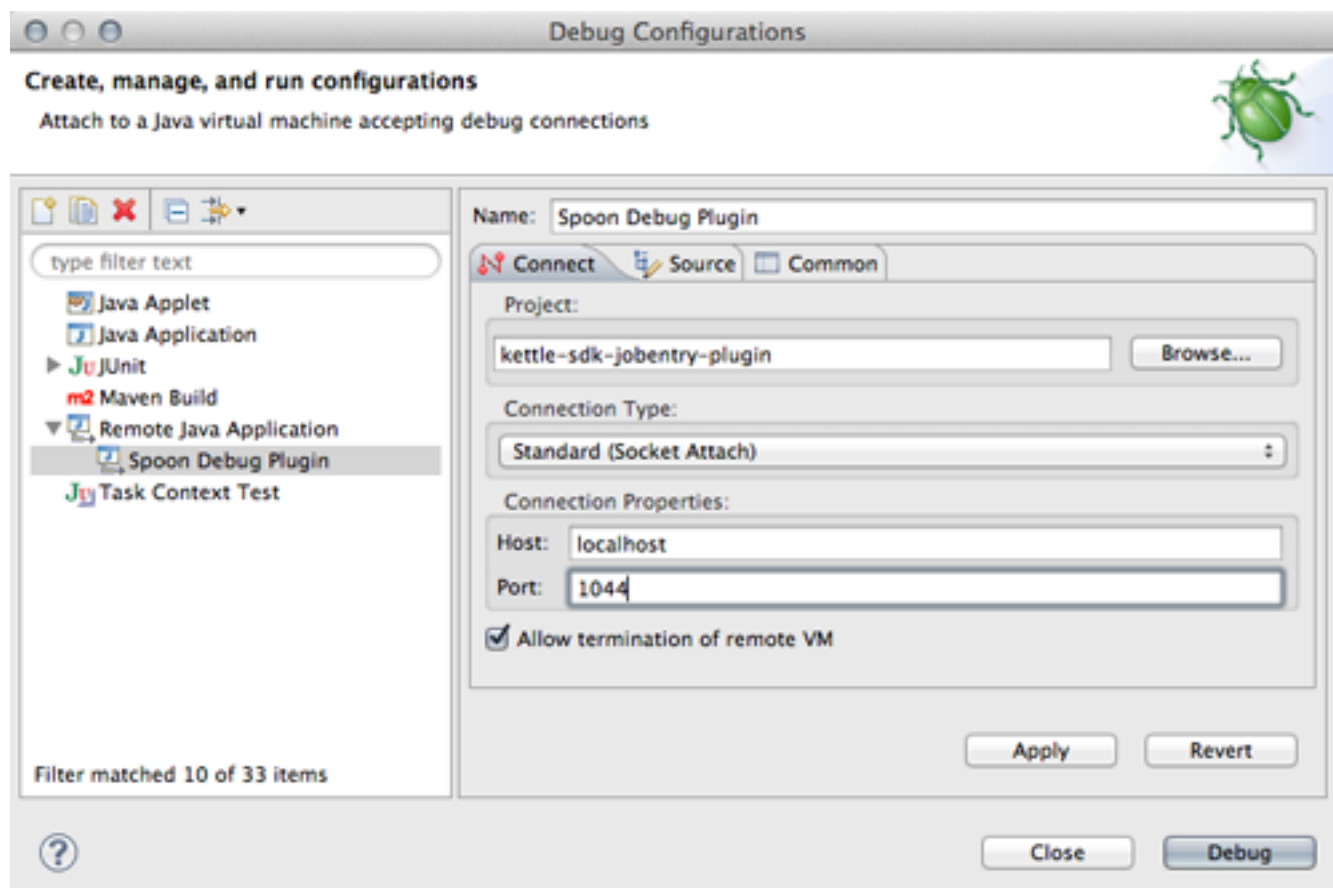 Debug Configurations
Create, manage, and run configurations
Attach to a Java virtual machine accepting debug connections
type filter text
Java Applet
Java Application
Ju JUnit
m2 Maven Build
Remote Java Application
Spoon Debug Plugin
Task Context Test
Filter matched 10 of 33 items
Name: Spoon Debug Plugin
Connect Source Common
Project:
kettle-sdk-jobentry-plugin Browse...
Connection Type:
Standard (Socket Attach)
Connection Properties:
Host: localhost
Port: 1044
Allow termination of remote VM
Apply Revert
? Close Debug